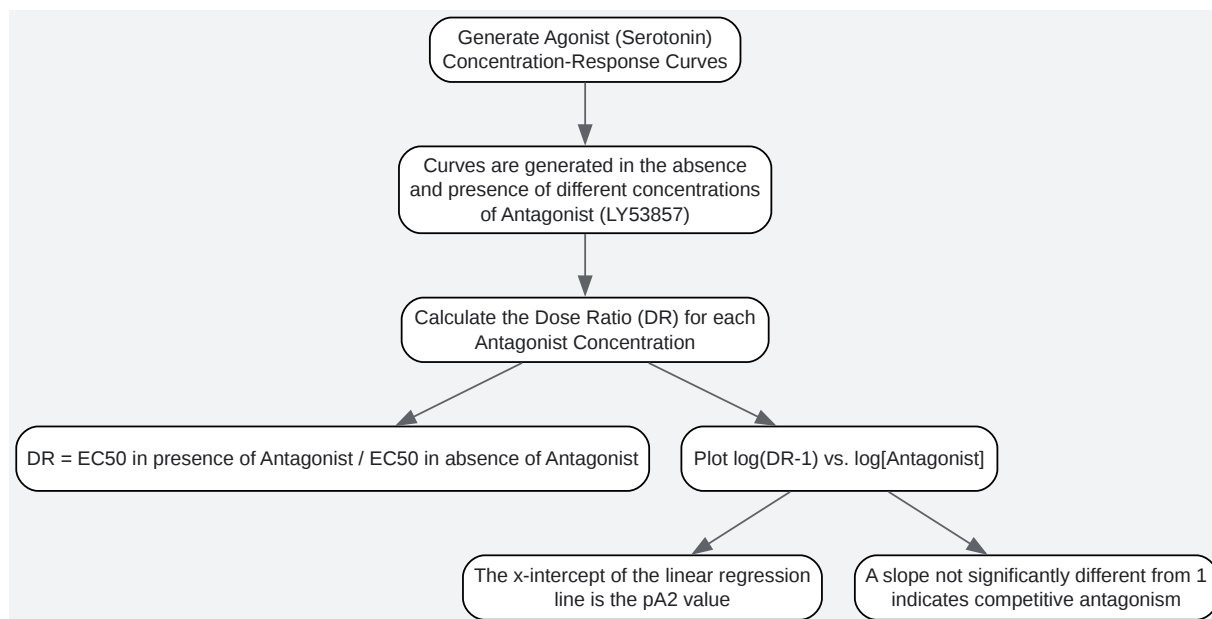 Generate Agonist (Serotonin)
Concentration-Response Curves
Curves are generated in the absence
and presence of different concentrations
of Antagonist (LY53857)
Calculate the Dose Ratio (DR) for each
Antagonist Concentration
DR = EC50 in presence of Antagonist / EC50 in absence of Antagonist
Plot log(DR-1) vs. log[Antagonist]
The x-intercept of the linear regression
line is the pA2 value
A slope not significantly different from 1
indicates competitive antagonism